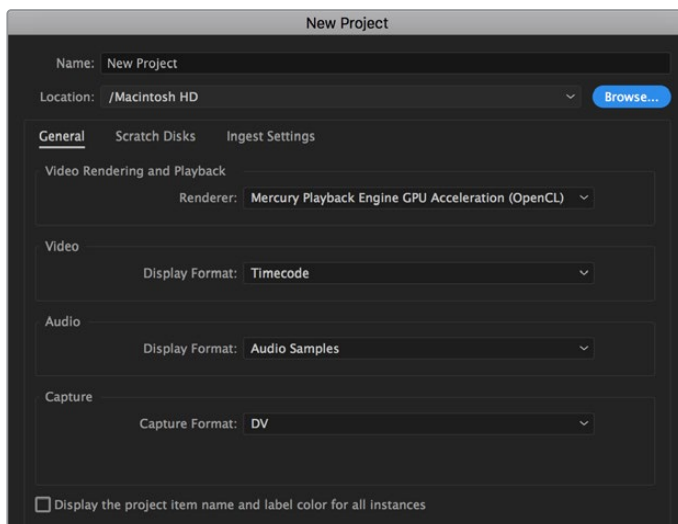 New Project
Name: New Project
Location: /Macintosh HD Browse...
General Scratch Disks Ingest Settings
Video Rendering and Playback
Renderer: Mercury Playback Engine GPU Acceleration (OpenCL)
Video
Display Format: Timecode
Audio
Display Format: Audio Samples
Capture
Capture Format: DV
Display the project item name and label color for all instances